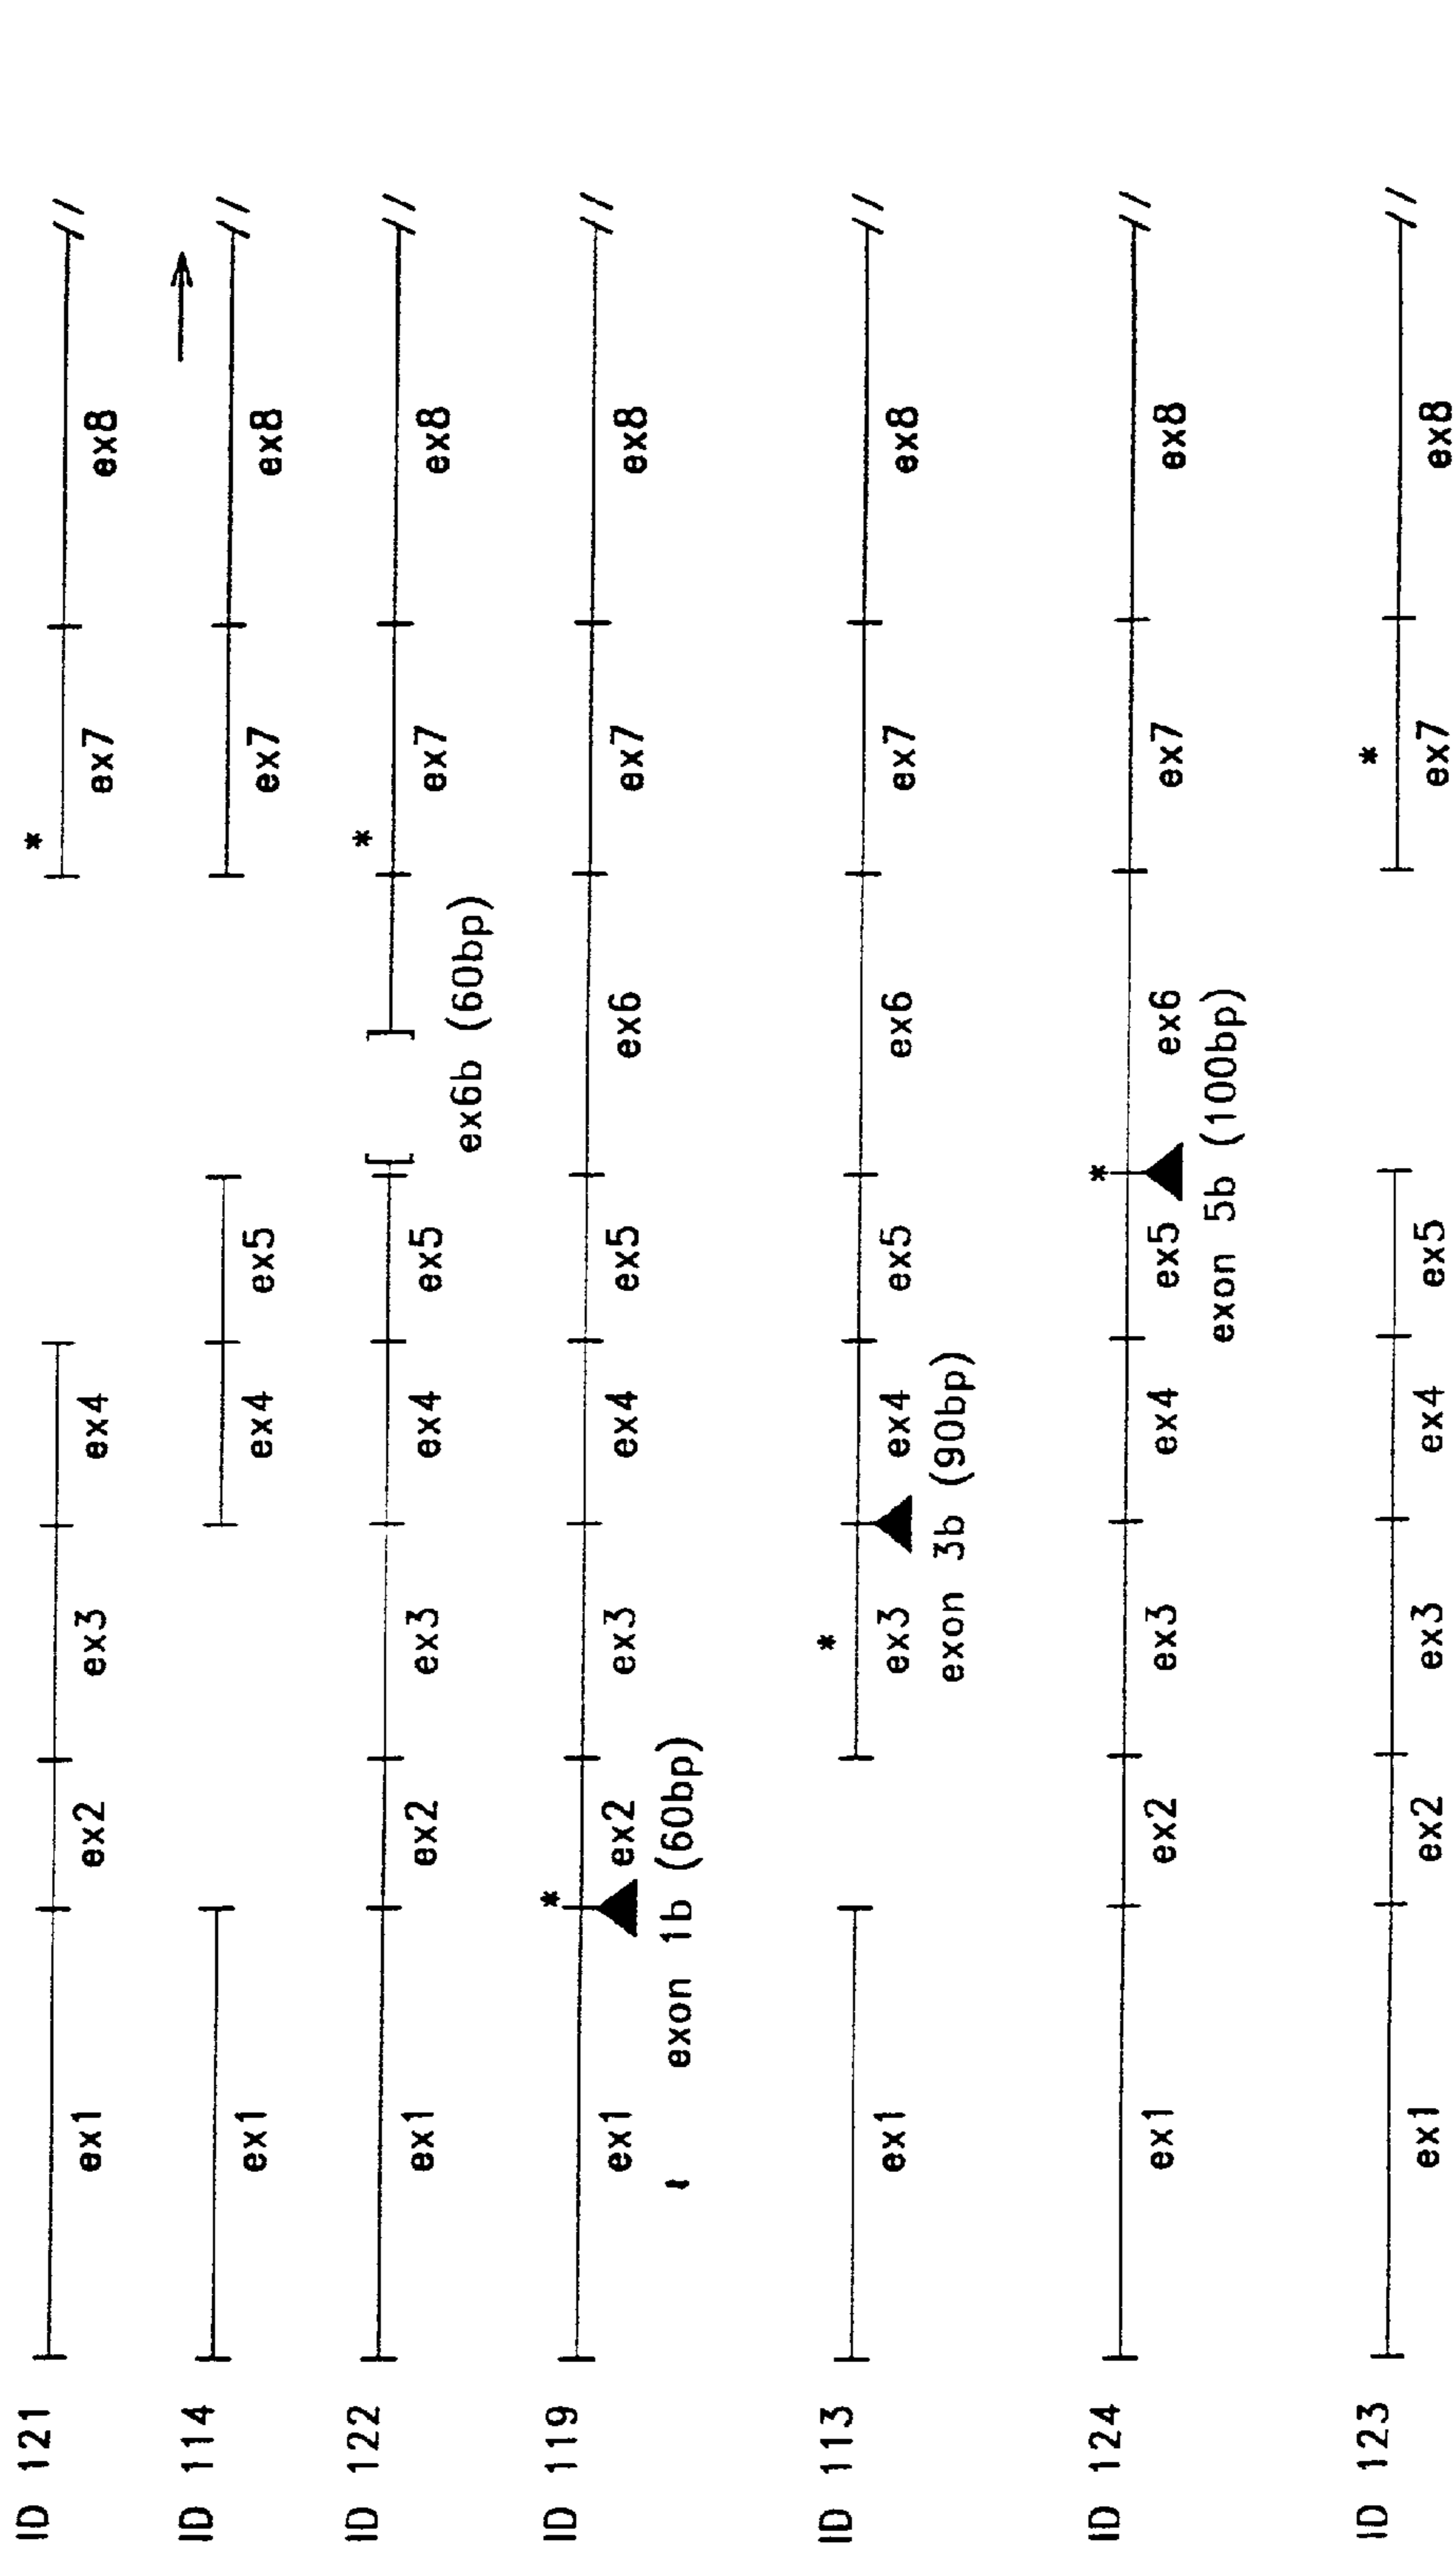 ID 121 ex1 ex2 ex3 ex4 * ex7 ex8 //
ID 114 ex1 ex4 ex5 ex7 ex8 //
ID 122 ex1 ex2 ex3 ex4 ex5 [ ] * ex7 ex8 //
ex6b (60bp)
ID 119 ex1 * ex2 ex3 ex4 ex5 ex6 ex7 ex8 //
exon 1b (60bp)
ID 113 ex1 * ex3 ex4 ex5 ex6 ex7 ex8 //
exon 3b (90bp)
ID 124 ex1 ex2 ex3 ex4 ex5 * ex6 ex7 ex8 //
exon 5b (100bp)
ID 123 ex1 ex2 ex3 ex4 ex5 * ex7 ex8 //